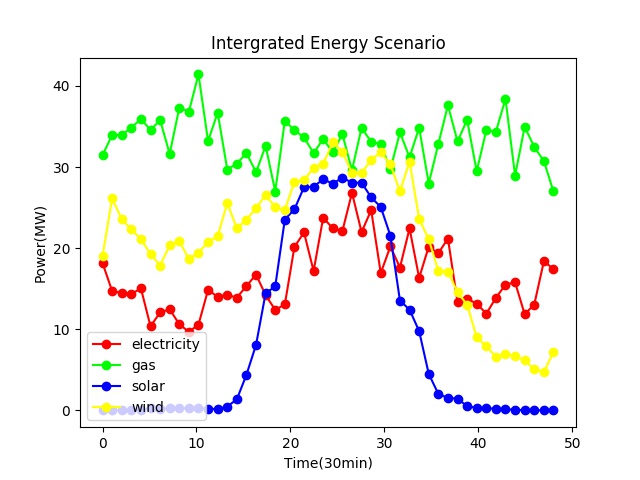 Intergrated Energy Scenario
Power(MW)
40
30
20
10
0
electricity
gas
solar
wind
0 10 20 30 40 50
Time(30min)